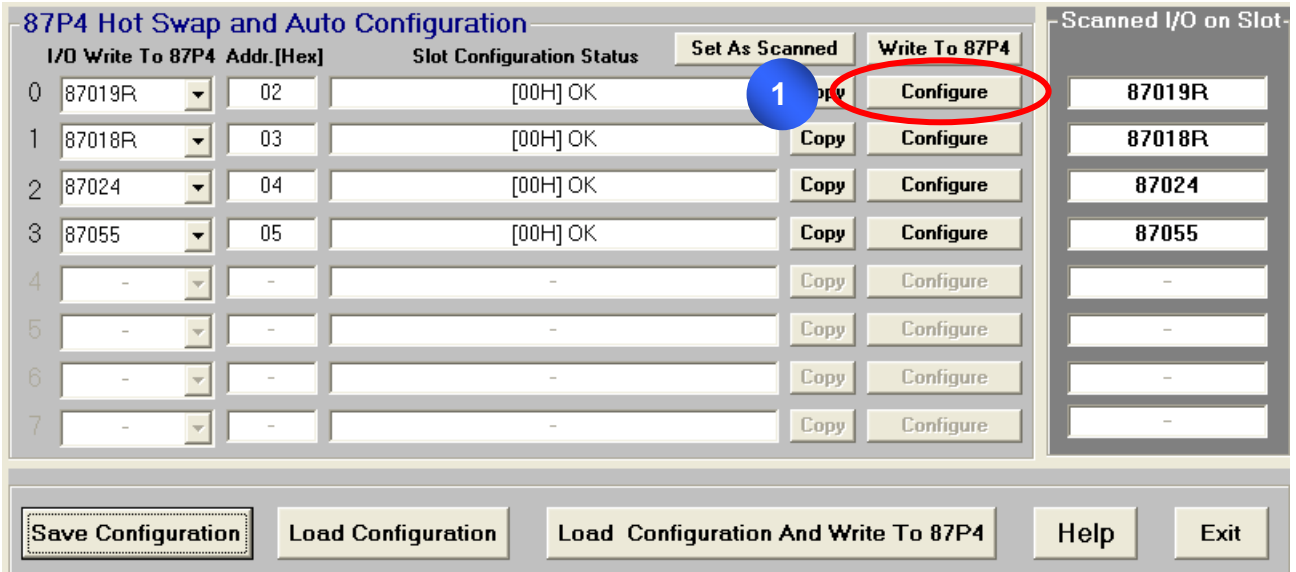 87P4 Hot Swap and Auto Configuration
Scanned I/O on Slot
I/O Write To 87P4 Addr.[Hex] Slot Configuration Status Set As Scanned Write To 87P4
0 87019R 02 [00H] OK 1 opy Configure 87019R
1 87018R 03 [00H] OK Copy Configure 87018R
2 87024 04 [00H] OK Copy Configure 87024
3 87055 05 [00H] OK Copy Configure 87055
4 - - - Copy Configure -
5 - - - Copy Configure -
6 - - - Copy Configure -
7 - - - Copy Configure -
Save Configuration Load Configuration Load Configuration And Write To 87P4 Help Exit